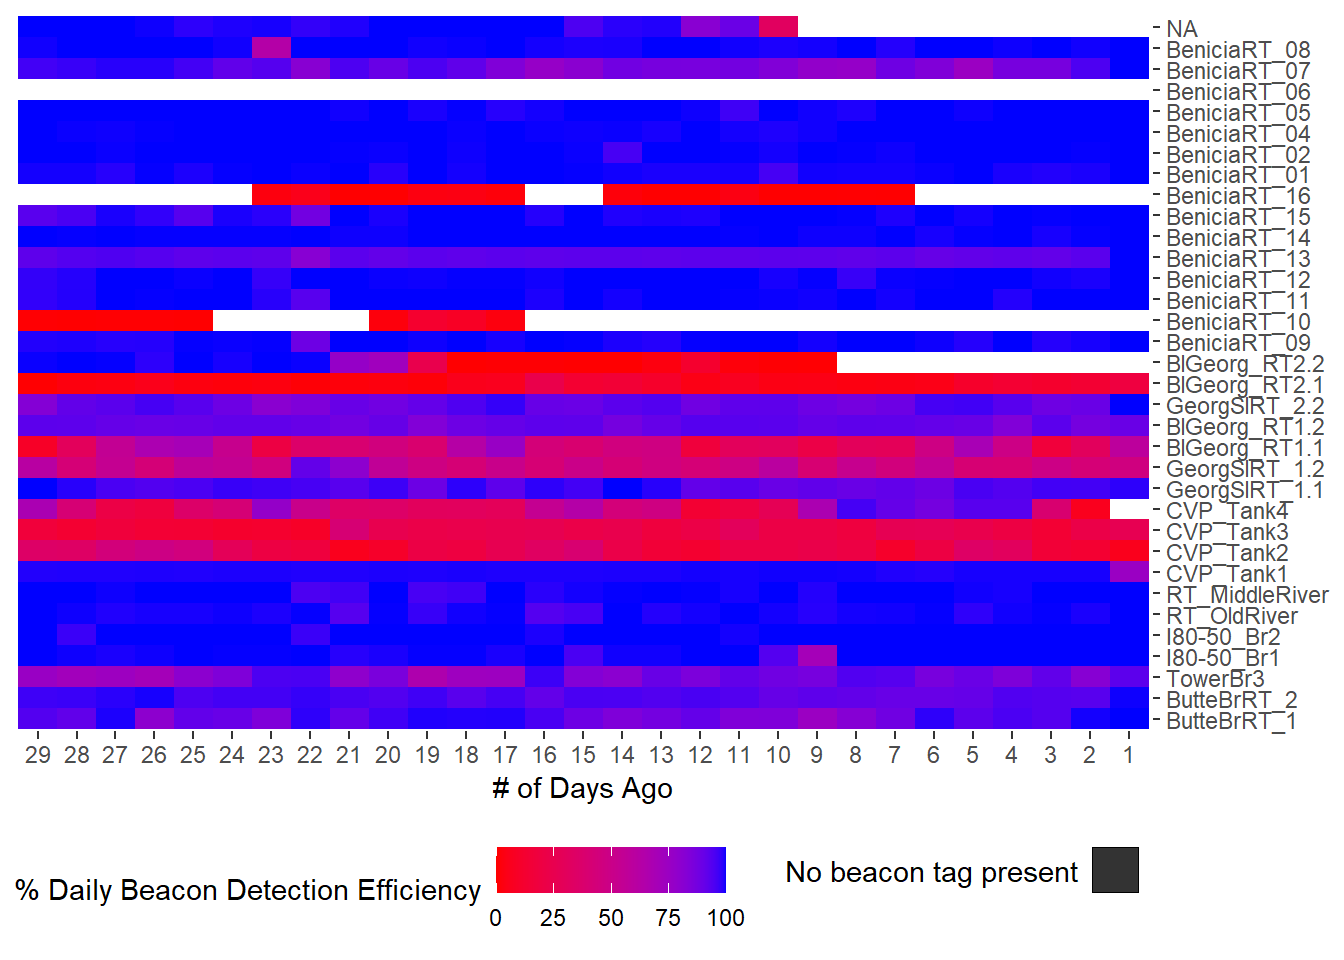 NA
BeniciaRT_08
BeniciaRT_07
BeniciaRT_06
BeniciaRT_05
BeniciaRT_04
BeniciaRT_02
BeniciaRT_01
BeniciaRT_16
BeniciaRT_15
BeniciaRT_14
BeniciaRT_13
BeniciaRT_12
BeniciaRT_11
BeniciaRT_10
BeniciaRT_09
BlGeorg_RT2.2
BlGeorg_RT2.1
GeorgSlRT_2.2
BlGeorg_RT1.2
BlGeorg_RT1.1
GeorgSlRT_1.2
GeorgSlRT_1.1
CVP_Tank4
CVP_Tank3
CVP_Tank2
CVP_Tank1
RT_MiddleRiver
RT_OldRiver
I80-50_Br2
I80-50_Br1
TowerBr3
ButteBrRT_2
ButteBrRT_1
29 28 27 26 25 24 23 22 21 20 19 18 17 16 15 14 13 12 11 10 9 8 7 6 5 4 3 2 1
# of Days Ago
% Daily Beacon Detection Efficiency
0 25 50 75 100
No beacon tag present